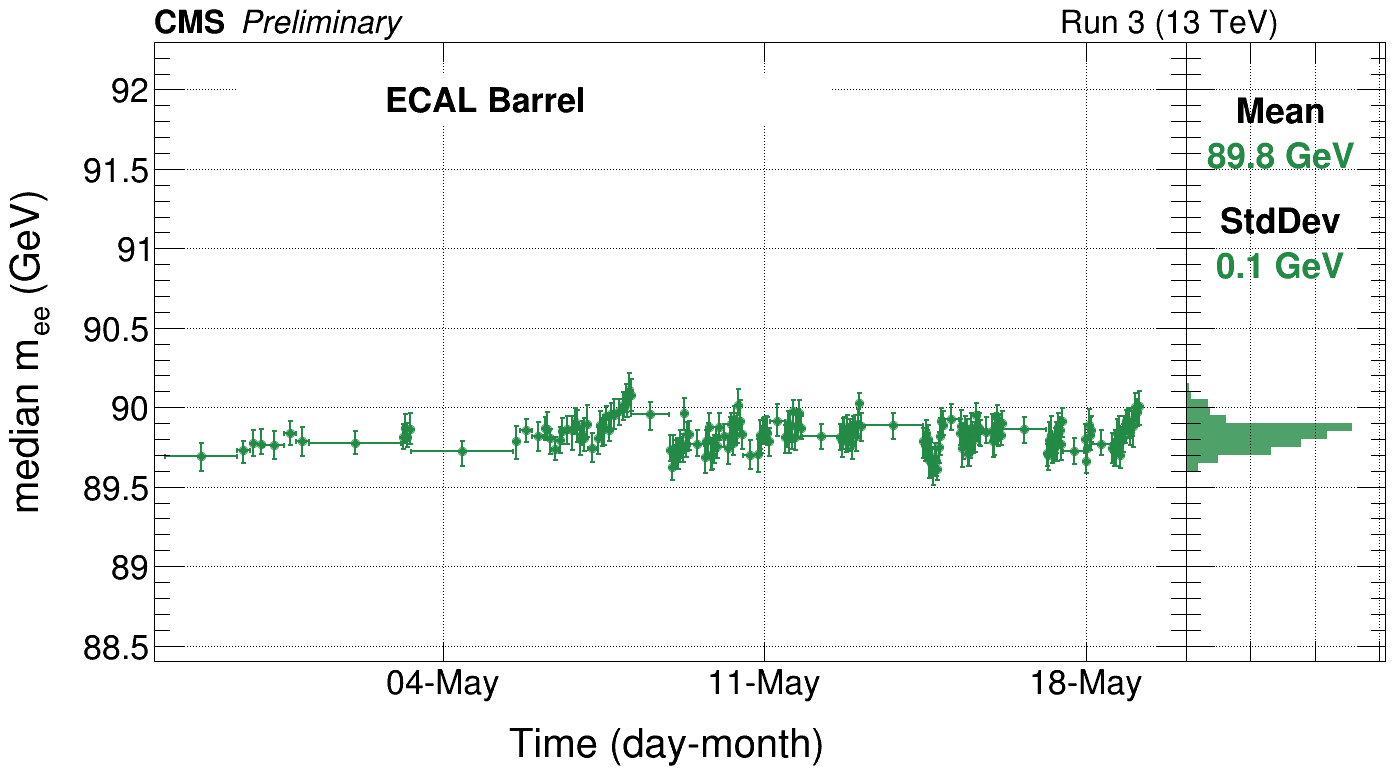 CMS Preliminary Run 3 (13 TeV)
ECAL Barrel
Mean
89.8 GeV
StdDev
0.1 GeV
median mee (GeV)
92
91.5
91
90.5
90
89.5
89
88.5
04-May 11-May 18-May
Time (day-month)